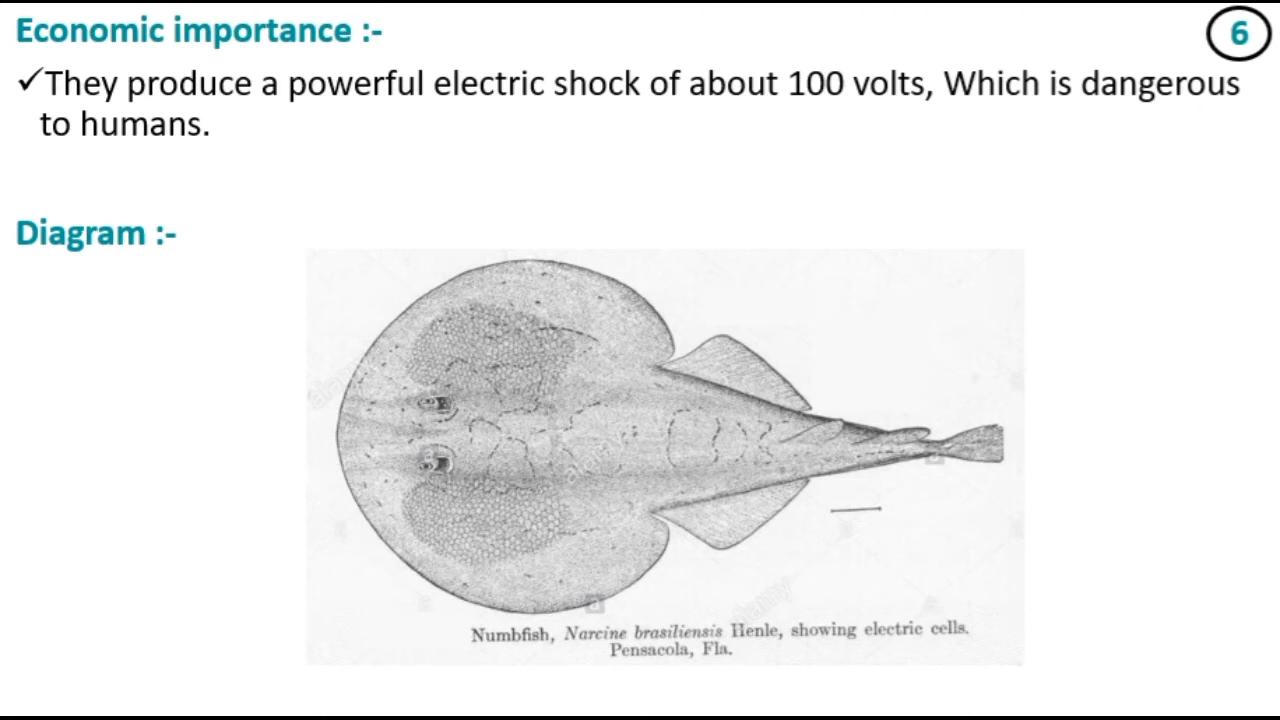 Economic importance :-
6
✓They produce a powerful electric shock of about 100 volts, Which is dangerous
to humans.
Diagram :-
Numbfish, Narcine brasiliensis Henle, showing electric cells.
Pensacola, Fla.